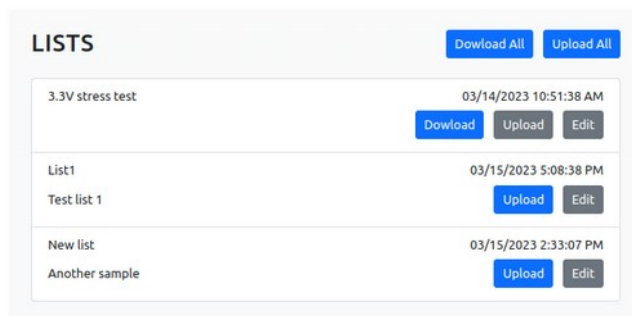 LISTS Dowload All Upload All
3.3V stress test 03/14/2023 10:51:38 AM
Dowload Upload Edit
List1 03/15/2023 5:08:38 PM
Test list 1 Upload Edit
New list 03/15/2023 2:33:07 PM
Another sample Upload Edit